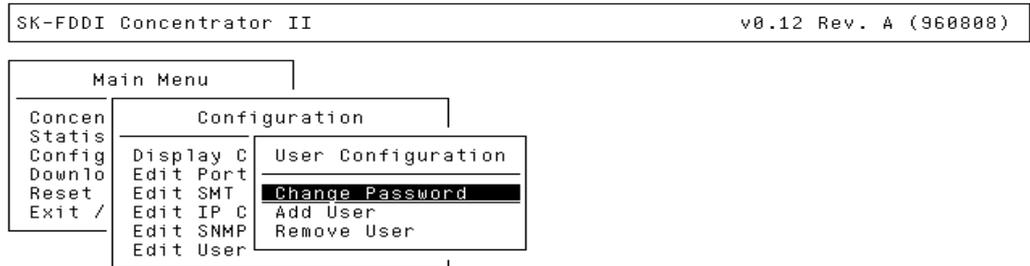 SK-FDDI Concentrator II v0.12 Rev. A (960808)
Main Menu
Concen Configuration
Statis
Config Display C User Configuration
Downlo Edit Port
Reset Edit SMT Change Password
Exit / Edit IP C Add User
Edit SNMP Remove User
Edit User